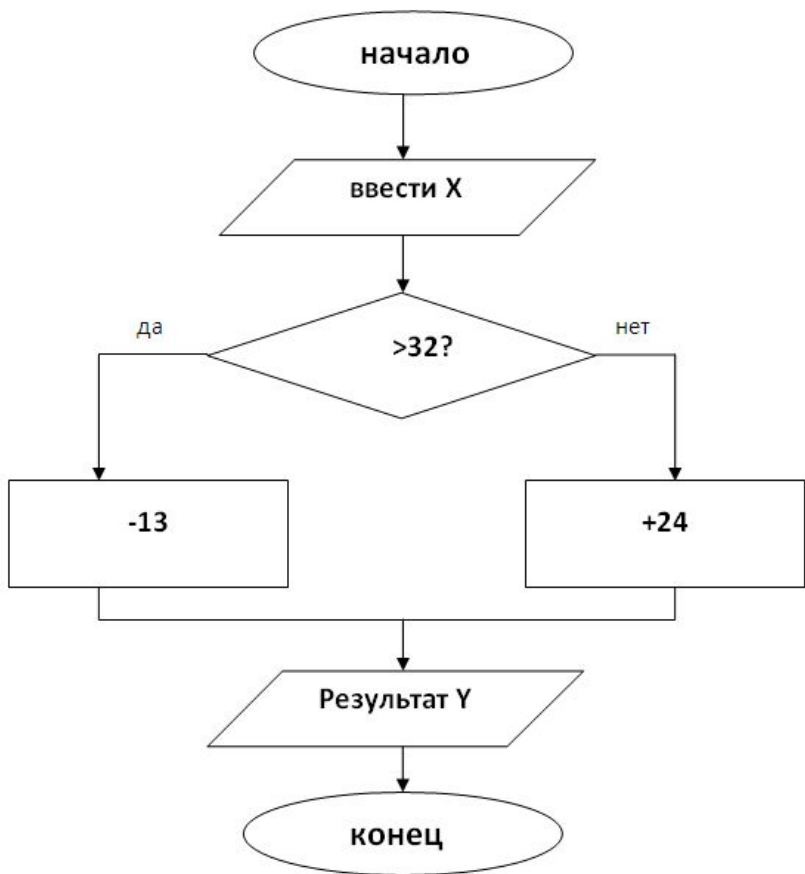 начало
ввести X
да
>32?
нет
-13
+24
Результат Y
конец